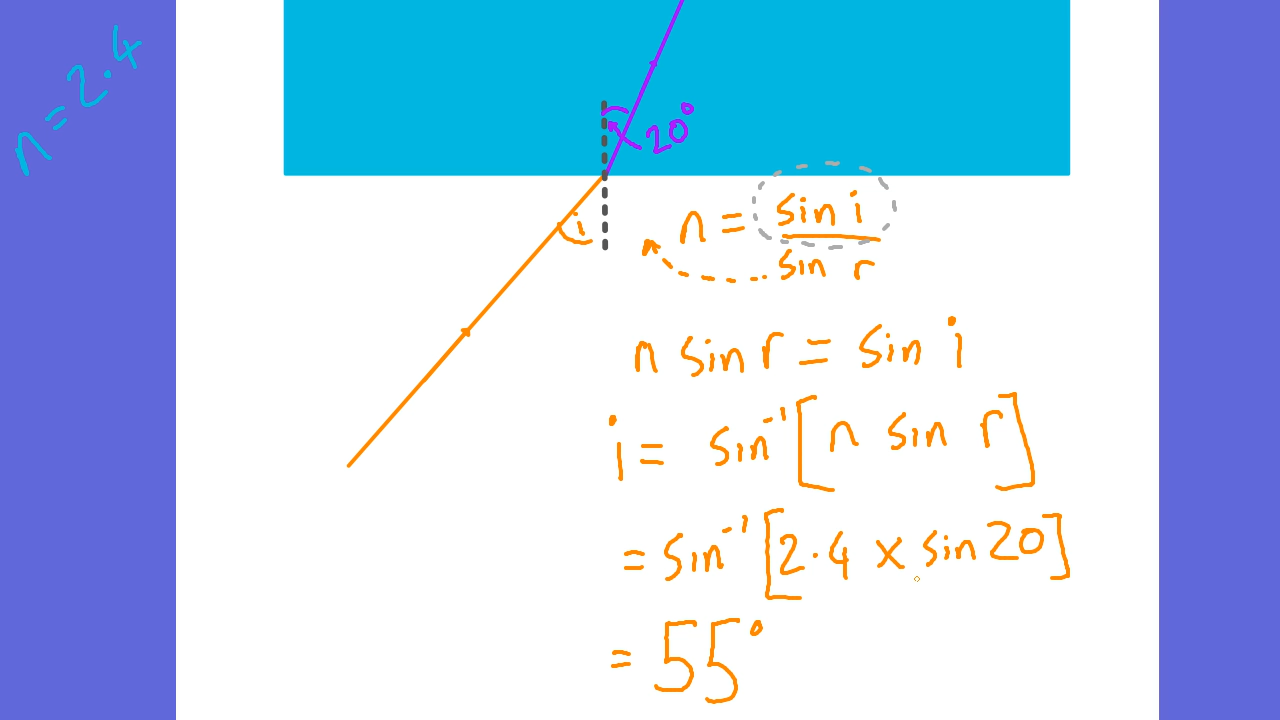 n = 2.4
20°
i
n = sin i
sin r
n sin r = sin i
i = sin⁻¹ [n sin r]
= sin⁻¹ [2.4 × sin 20]
= 55°